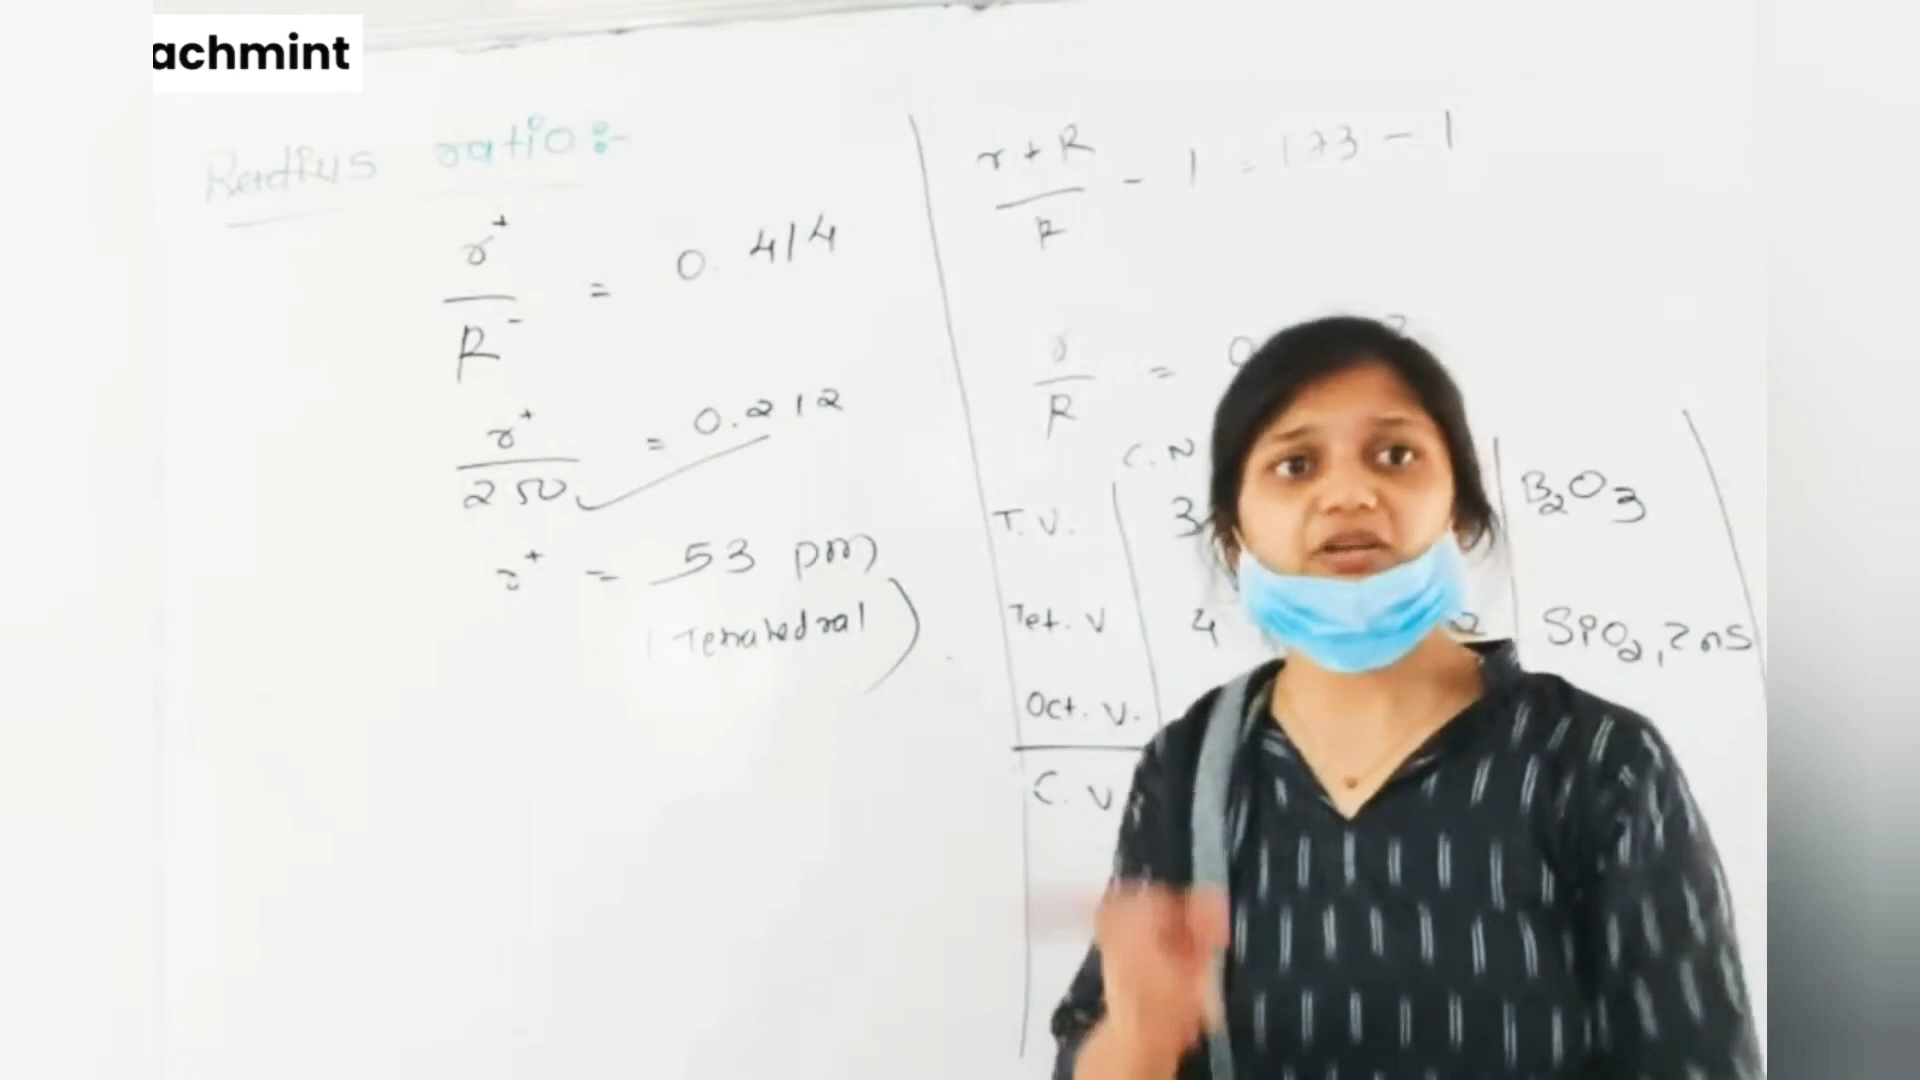 achmint
Radius ratio:-
r⁺
R⁻
= 0.414
r⁺
250
= 0.212
r⁺ = 53 pm
(Tetrahedral)
r + R
R
- 1 = 1.73 - 1
r
R
= 0
C.N
T.V. 3 B₂O₃
Tet. V 4 2 SiO₂, ZnS
Oct. V.
C. V